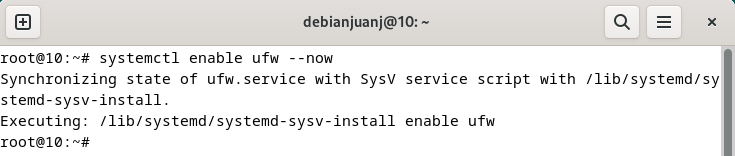 debianjuanj@10: ~
root@10:~# systemctl enable ufw --now
Synchronizing state of ufw.service with SysV service script with /lib/systemd/sy
stemd-sysv-install.
Executing: /lib/systemd/systemd-sysv-install enable ufw
root@10:~#